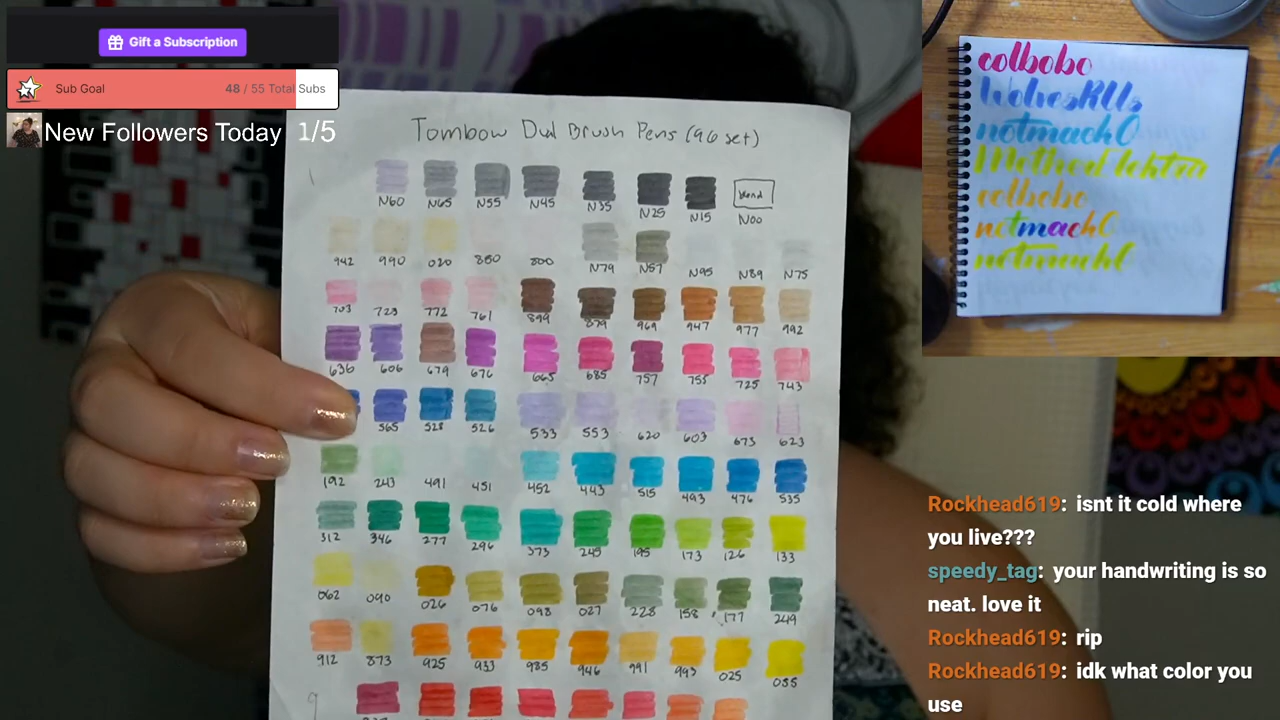 Gift a Subscription
Sub Goal 48 / 55 Total Subs
New Followers Today 1/5
Tombow Dual Brush Pens (96 set)
N60 N65 N55 N45 N35 N25 N15 blend N00
942 990 020 850 800 N79 N57 N95 N89 N75
703 723 772 761 899 879 969 947 977 992
636 606 679 676 665 685 757 755 725 743
565 528 526 533 553 620 603 673 623
192 243 491 451 452 443 515 493 476 535
312 346 277 296 373 245 195 173 126 133
062 090 026 076 098 027 228 158 177 249
912 873 925 933 985 946 991 993 025 055
colbobo
notmach0
colbobo
notmach0
notmach0
Rockhead619: isnt it cold where
you live???
speedy_tag: your handwriting is so
neat. love it
Rockhead619: rip
Rockhead619: idk what color you
use